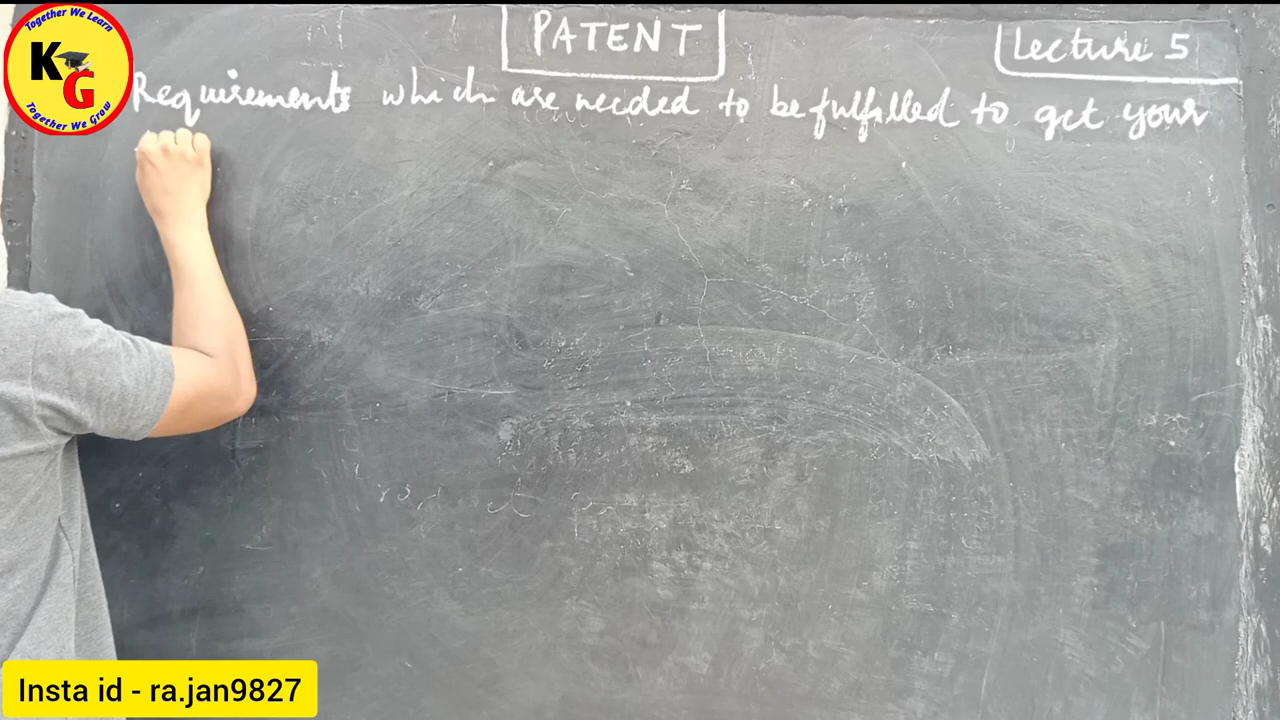 Together We Learn
KG
Together We Grow
PATENT
Lecture 5
Requirements which are needed to be fulfilled to get your
Insta id - ra.jan9827